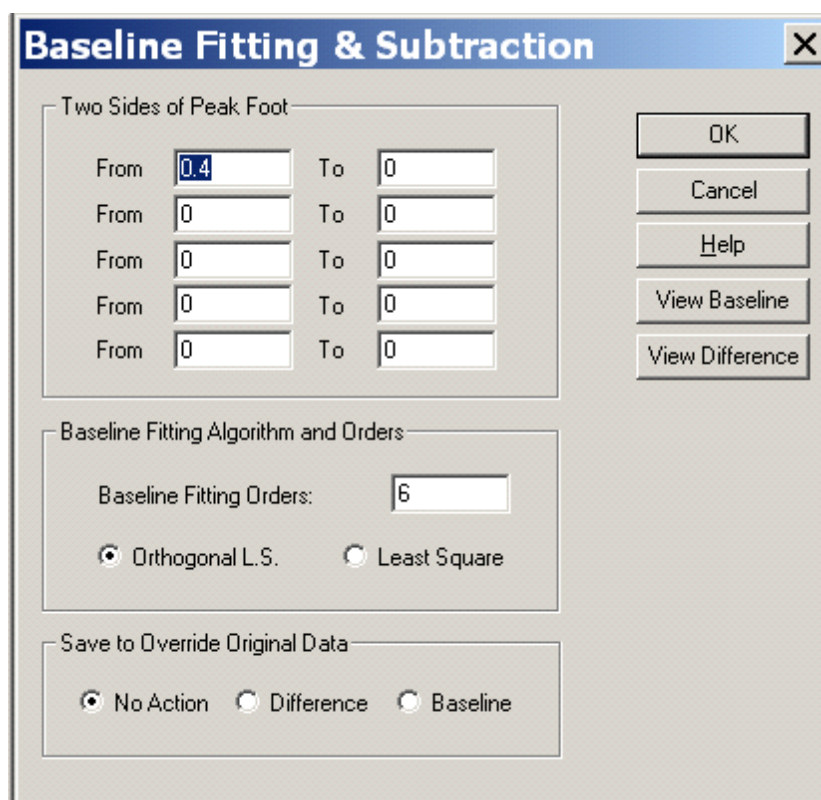 Baseline Fitting & Subtraction
Two Sides of Peak Foot
From 0.4 To 0
From 0 To 0
From 0 To 0
From 0 To 0
From 0 To 0
OK
Cancel
Help
View Baseline
View Difference
Baseline Fitting Algorithm and Orders
Baseline Fitting Orders: 6
Orthogonal L.S. Least Square
Save to Override Original Data
No Action Difference Baseline